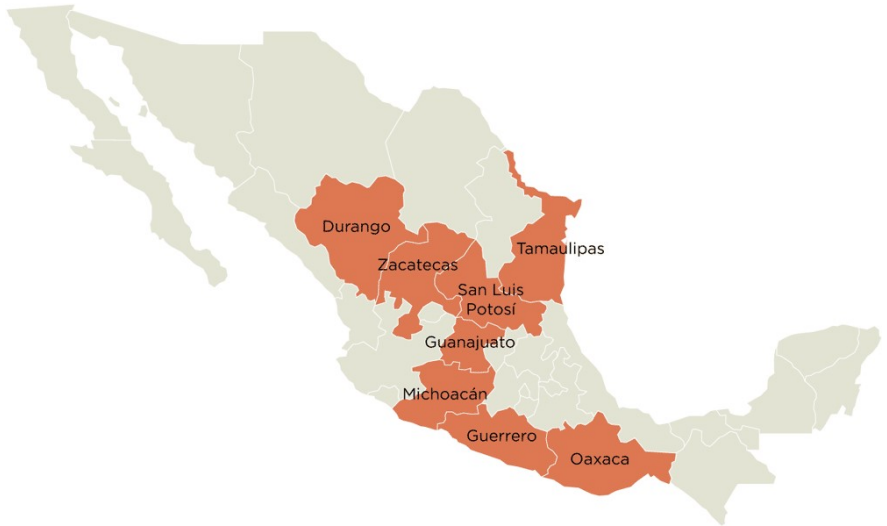 Durango
Tamaulipas
Zacatecas
San Luis
Potosí
Guanajuato
Michoacán
Guerrero
Oaxaca